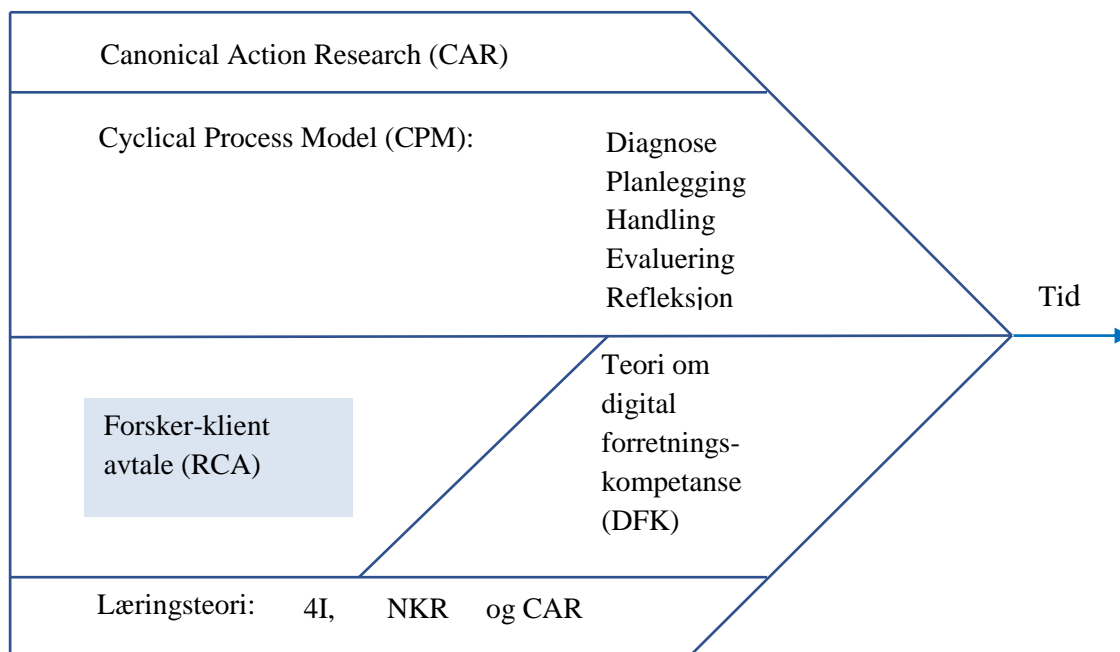 Canonical Action Research (CAR)
Cyclical Process Model (CPM):
Diagnose
Planlegging
Handling
Evaluering
Refleksjon
Tid
Forsker-klient
avtale (RCA)
Teori om
digital
forretnings-
kompetanse
(DFK)
Læringsteori: 4I, NKR og CAR